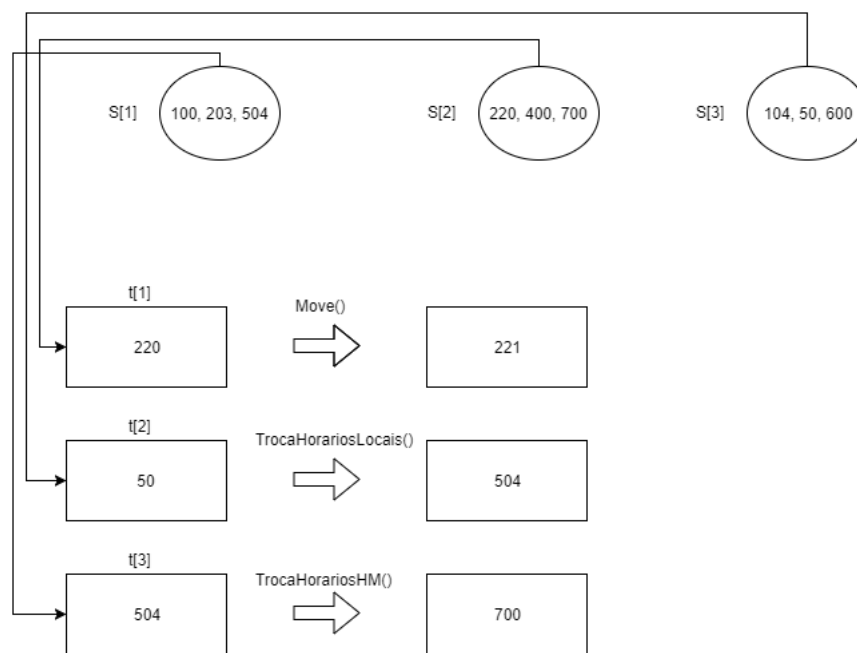 S[1]
100, 203, 504
S[2]
220, 400, 700
S[3]
104, 50, 600
t[1]
220
Move()
221
t[2]
50
TrocaHorariosLocais()
504
t[3]
504
TrocaHorariosHM()
700